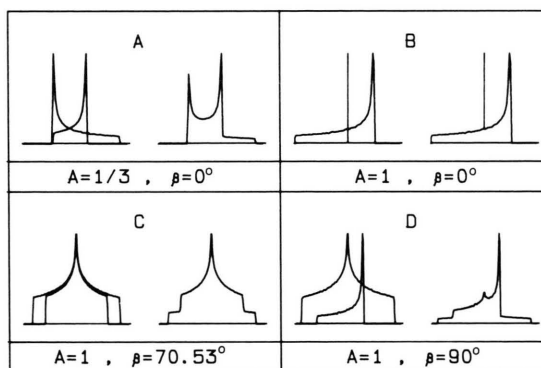 A
B
A=1/3 , β=0°
A=1 , β=0°
C
D
A=1 , β=70.53°
A=1 , β=90°